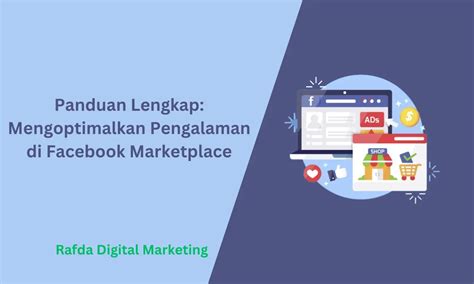 Panduan Lengkap:
Mengoptimalkan Pengalaman
di Facebook Marketplace
Rafda Digital Marketing
f
ADs
SHOP